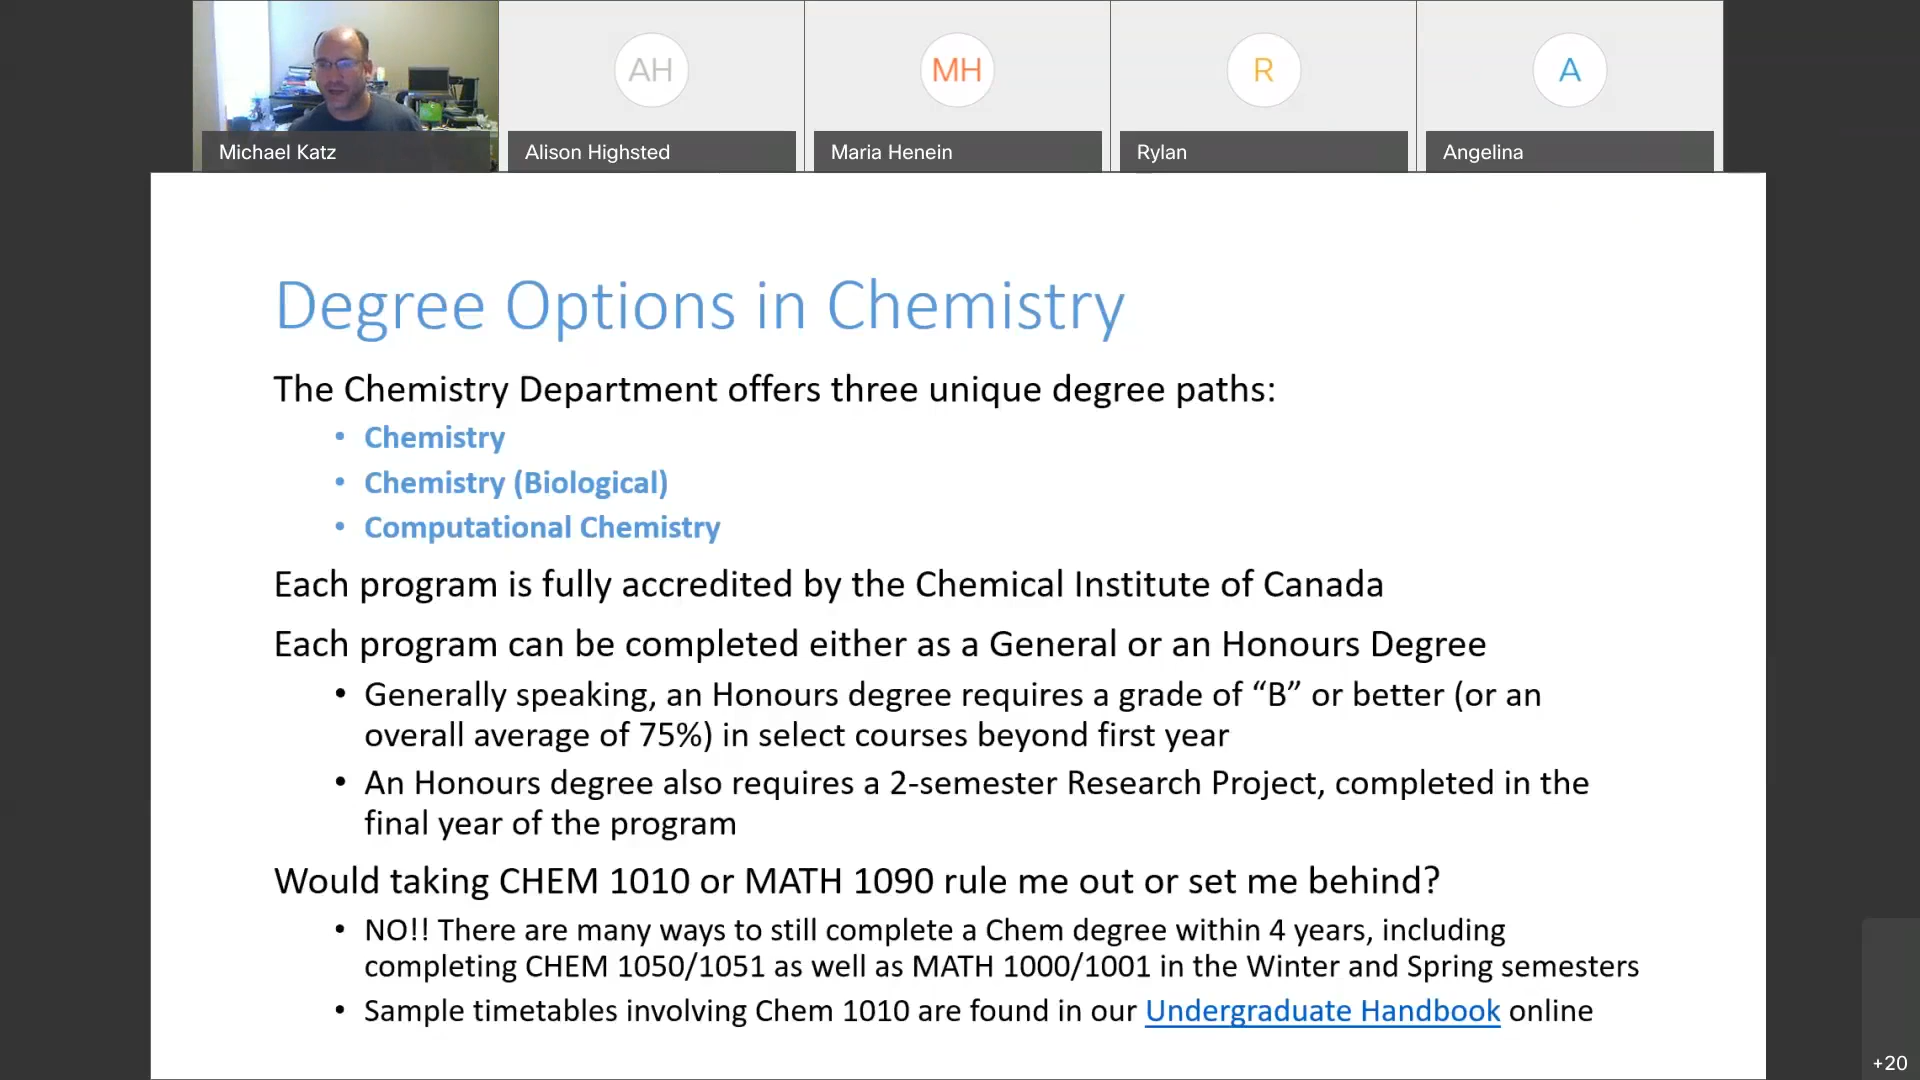 AH
MH
R
A
Michael Katz
Alison Highsted
Maria Henein
Rylan
Angelina
Degree Options in Chemistry
The Chemistry Department offers three unique degree paths:
• Chemistry
• Chemistry (Biological)
• Computational Chemistry
Each program is fully accredited by the Chemical Institute of Canada
Each program can be completed either as a General or an Honours Degree
• Generally speaking, an Honours degree requires a grade of “B” or better (or an
overall average of 75%) in select courses beyond first year
• An Honours degree also requires a 2-semester Research Project, completed in the
final year of the program
Would taking CHEM 1010 or MATH 1090 rule me out or set me behind?
• NO!! There are many ways to still complete a Chem degree within 4 years, including
completing CHEM 1050/1051 as well as MATH 1000/1001 in the Winter and Spring semesters
• Sample timetables involving Chem 1010 are found in our Undergraduate Handbook online
+20